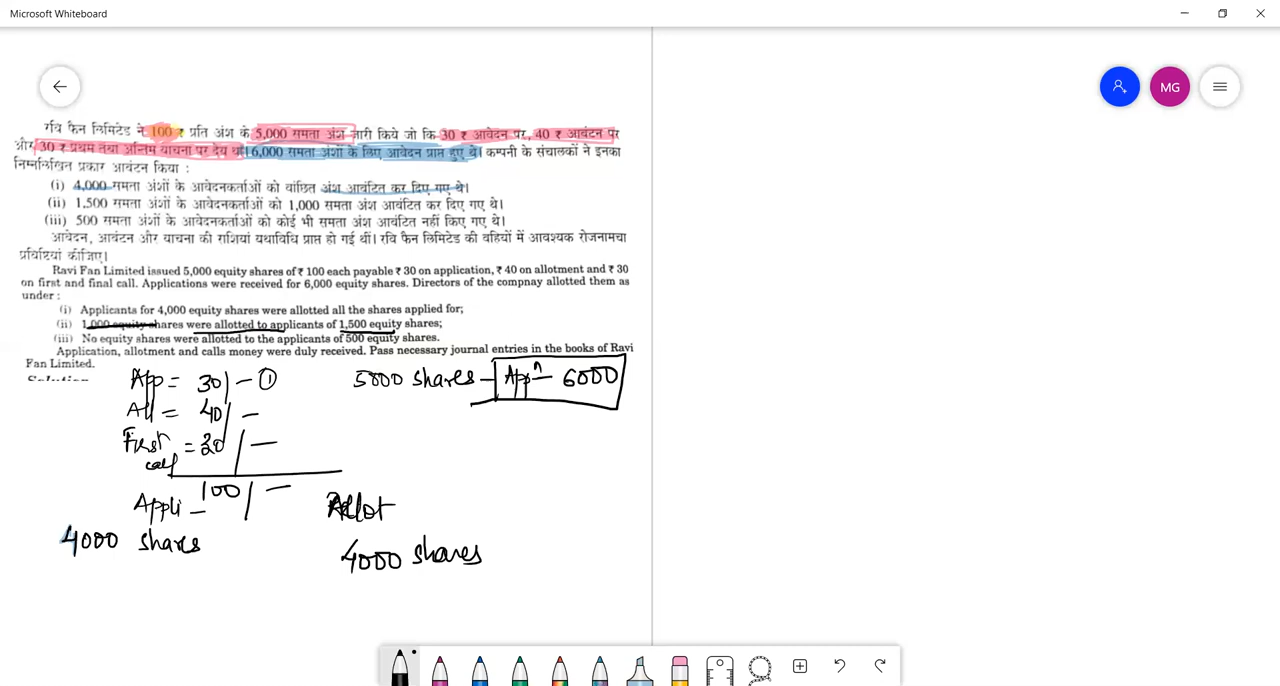 Microsoft Whiteboard
MG
रवि फैन लिमिटेड ने 100 ₹ प्रति अंश के 5,000 समता अंश जारी किये जो कि 30 ₹ आवेदन पर, 40 ₹ आबंटन पर
और 30 ₹ प्रथम तथा अन्तिम याचना पर देय थे। 6,000 समता अंशों के लिए आवेदन प्राप्त हुए थे। कम्पनी के संचालकों ने इनका
निम्नलिखित प्रकार आबंटन किया :
(i) 4,000 समता अंशों के आवेदनकर्ताओं को वांछित अंश आवंटित कर दिए गए थे।
(ii) 1,500 समता अंशों के आवेदनकर्ताओं को 1,000 समता अंश आबंटित कर दिए गए थे।
(iii) 500 समता अंशों के आवेदनकर्ताओं को कोई भी समता अंश आबंटित नहीं किए गए थे।
आवेदन, आबंटन और याचना की राशियां यथाविधि प्राप्त हो गई थीं। रवि फैन लिमिटेड की बहियों में आवश्यक रोजनामचा
प्रविष्टियां कीजिए।
Ravi Fan Limited issued 5,000 equity shares of ₹ 100 each payable ₹ 30 on application, ₹ 40 on allotment and ₹ 30
on first and final call. Applications were received for 6,000 equity shares. Directors of the compnay allotted them as
under :
(i) Applicants for 4,000 equity shares were allotted all the shares applied for;
(ii) 1,000 equity shares were allotted to applicants of 1,500 equity shares;
(iii) No equity shares were allotted to the applicants of 500 equity shares.
Application, allotment and calls money were duly received. Pass necessary journal entries in the books of Ravi
Fan Limited.
Solution
App = 30/- ① 5000 shares - Appn - 6000
All = 40/-
First call = 30/-
100/-
Appli - Allot
4000 shares 4000 shares